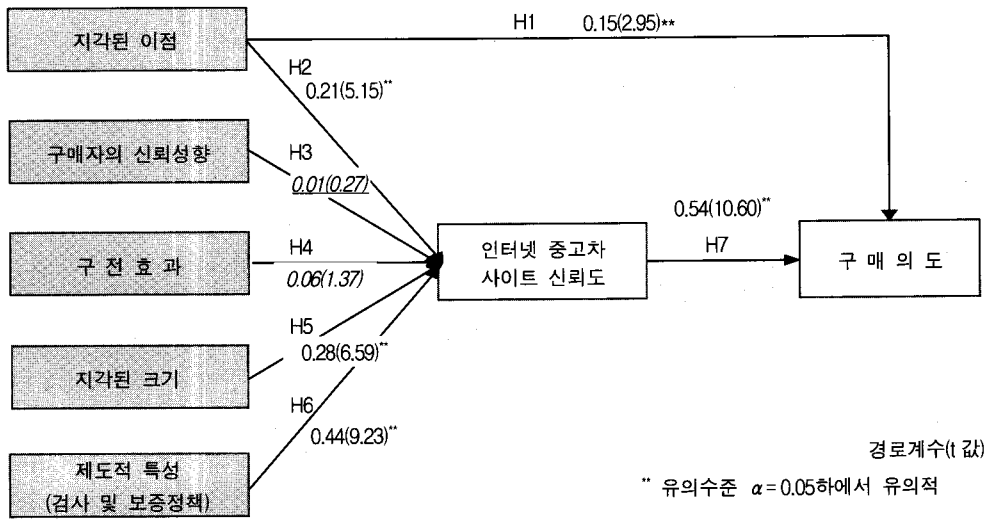 지각된 이점
H1 0.15(2.95)**
H2
0.21(5.15)**
구매자의 신뢰성향
H3
0.01(0.27)
구전효과
H4
0.06(1.37)
인터넷 중고차
사이트 신뢰도
0.54(10.60)**
H7
구매의도
H5
0.28(6.59)**
지각된 크기
H6
0.44(9.23)**
제도적 특성
(검사 및 보증정책)
경로계수(t 값)
** 유의수준 α=0.05하에서 유의적